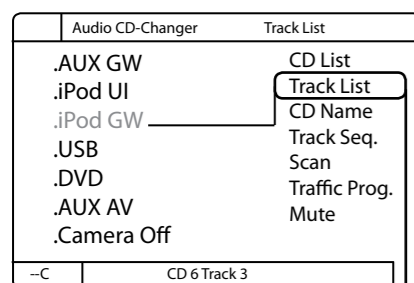 Audio CD-Changer
Track List
.AUX GW
.iPod UI
.iPod GW
.USB
.DVD
.AUX AV
.Camera Off
CD List
Track List
CD Name
Track Seq.
Scan
Traffic Prog.
Mute
--C
CD 6 Track 3